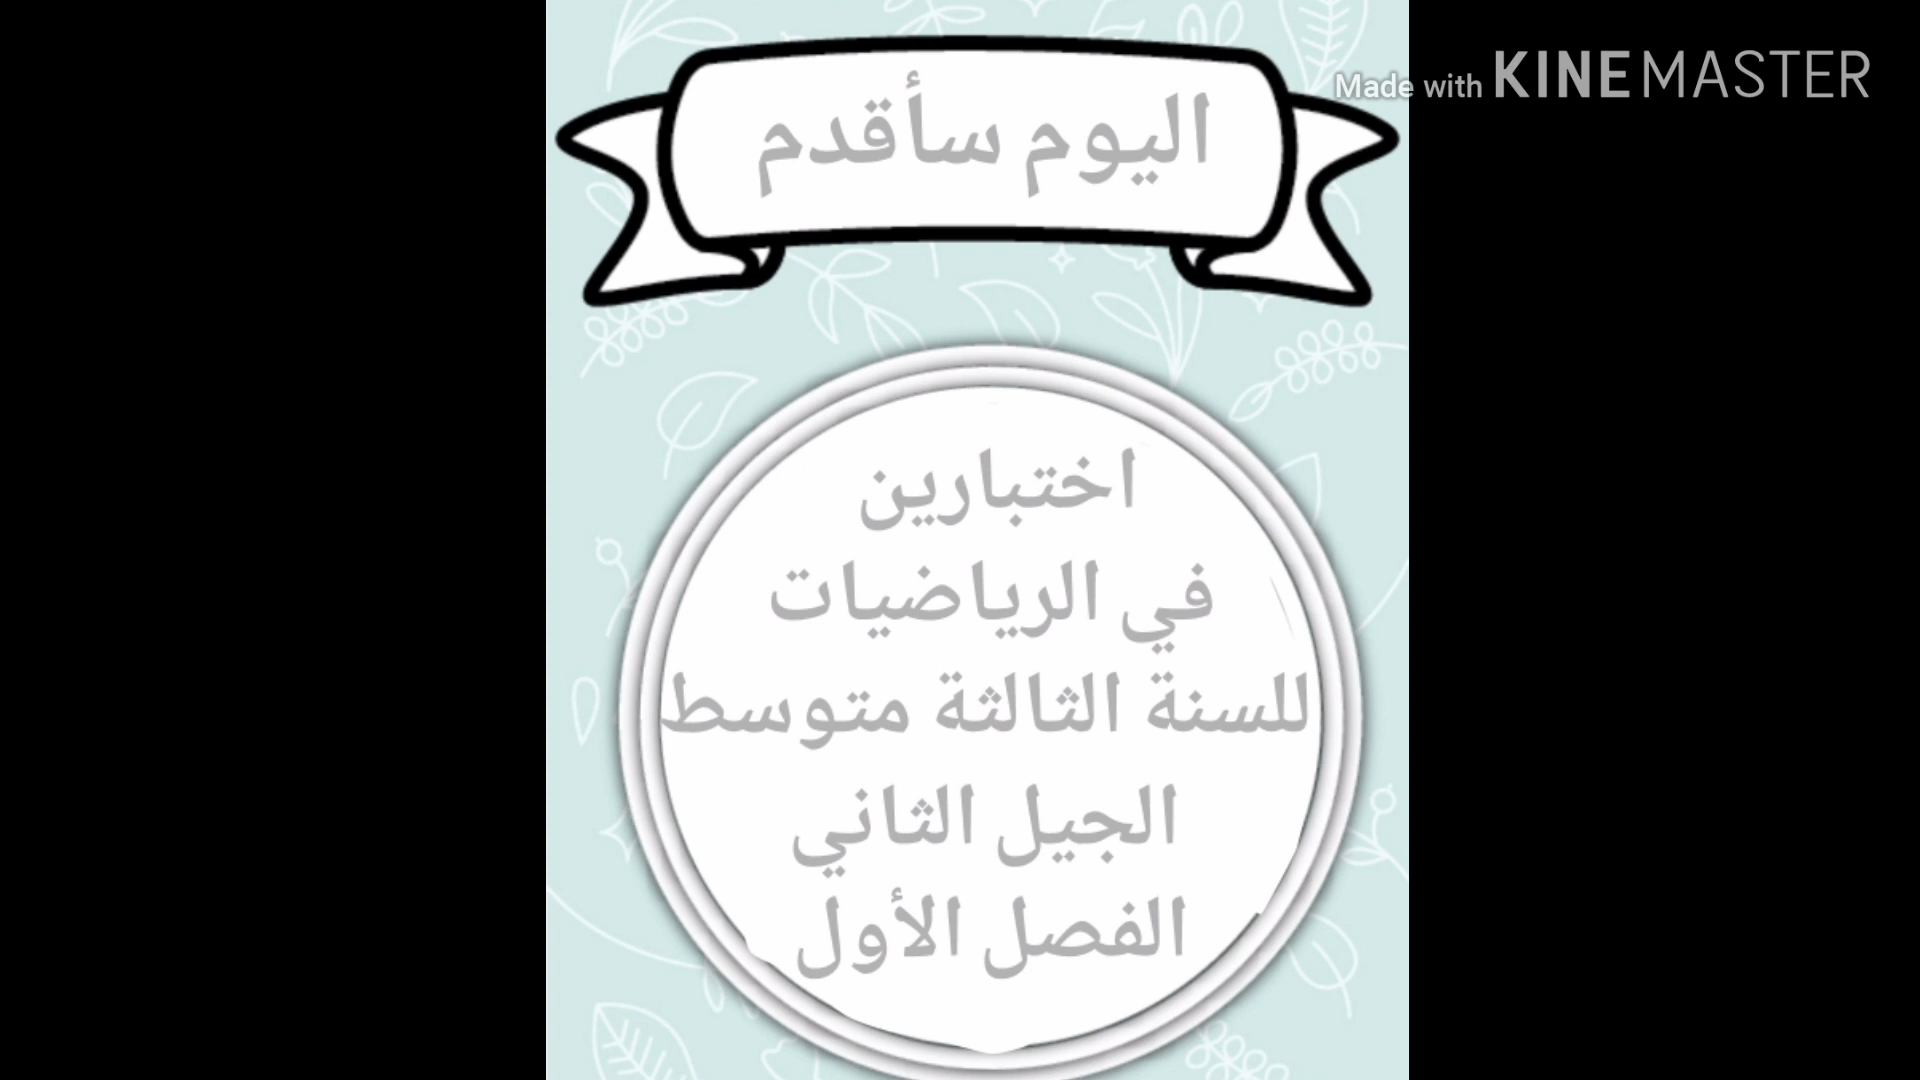 Made with KINEMASTER
اليوم سأقدم
اختبارين
في الرياضيات
للسنة الثالثة متوسط
الجيل الثاني
الفصل الأول